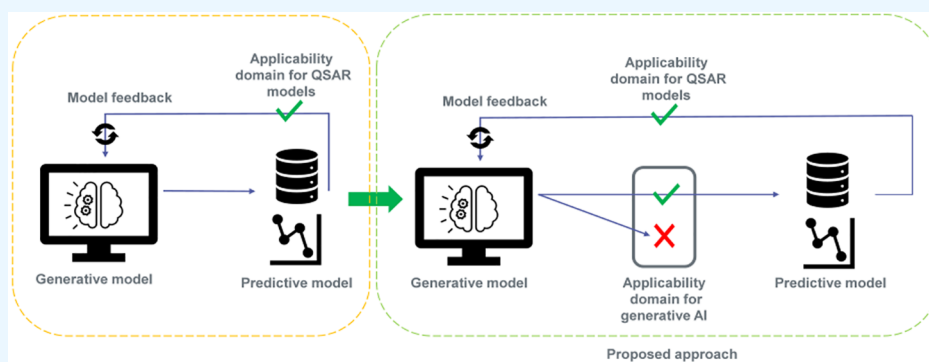 Applicability
domain for QSAR
models
Model feedback
Generative model
Predictive model
Applicability
domain for QSAR
models
Model feedback
Generative model
Applicability
domain for
generative AI
Predictive model
Proposed approach